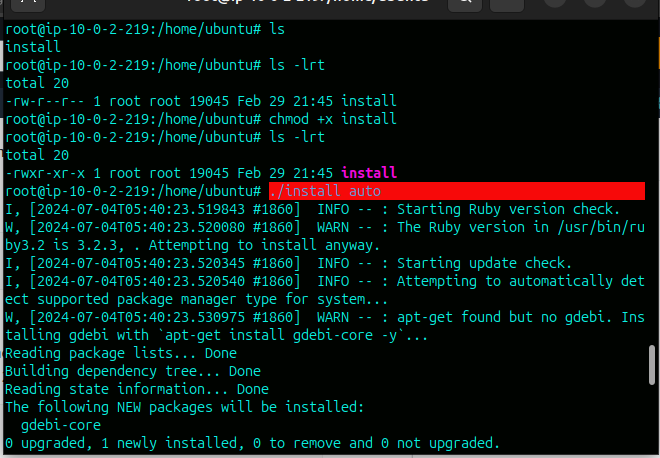 root@ip-10-0-2-219:/home/ubuntu# ls
install
root@ip-10-0-2-219:/home/ubuntu# ls -lrt
total 20
-rw-r--r-- 1 root root 19045 Feb 29 21:45 install
root@ip-10-0-2-219:/home/ubuntu# chmod +x install
root@ip-10-0-2-219:/home/ubuntu# ls -lrt
total 20
-rwxr-xr-x 1 root root 19045 Feb 29 21:45 install
root@ip-10-0-2-219:/home/ubuntu# ./install auto
I, [2024-07-04T05:40:23.519843 #1860]  INFO -- : Starting Ruby version check.
W, [2024-07-04T05:40:23.520080 #1860]  WARN -- : The Ruby version in /usr/bin/ru
by3.2 is 3.2.3, . Attempting to install anyway.
I, [2024-07-04T05:40:23.520345 #1860]  INFO -- : Starting update check.
I, [2024-07-04T05:40:23.520540 #1860]  INFO -- : Attempting to automatically det
ect supported package manager type for system...
W, [2024-07-04T05:40:23.530975 #1860]  WARN -- : apt-get found but no gdebi. Ins
talling gdebi with `apt-get install gdebi-core -y`...
Reading package lists... Done
Building dependency tree... Done
Reading state information... Done
The following NEW packages will be installed:
  gdebi-core
0 upgraded, 1 newly installed, 0 to remove and 0 not upgraded.